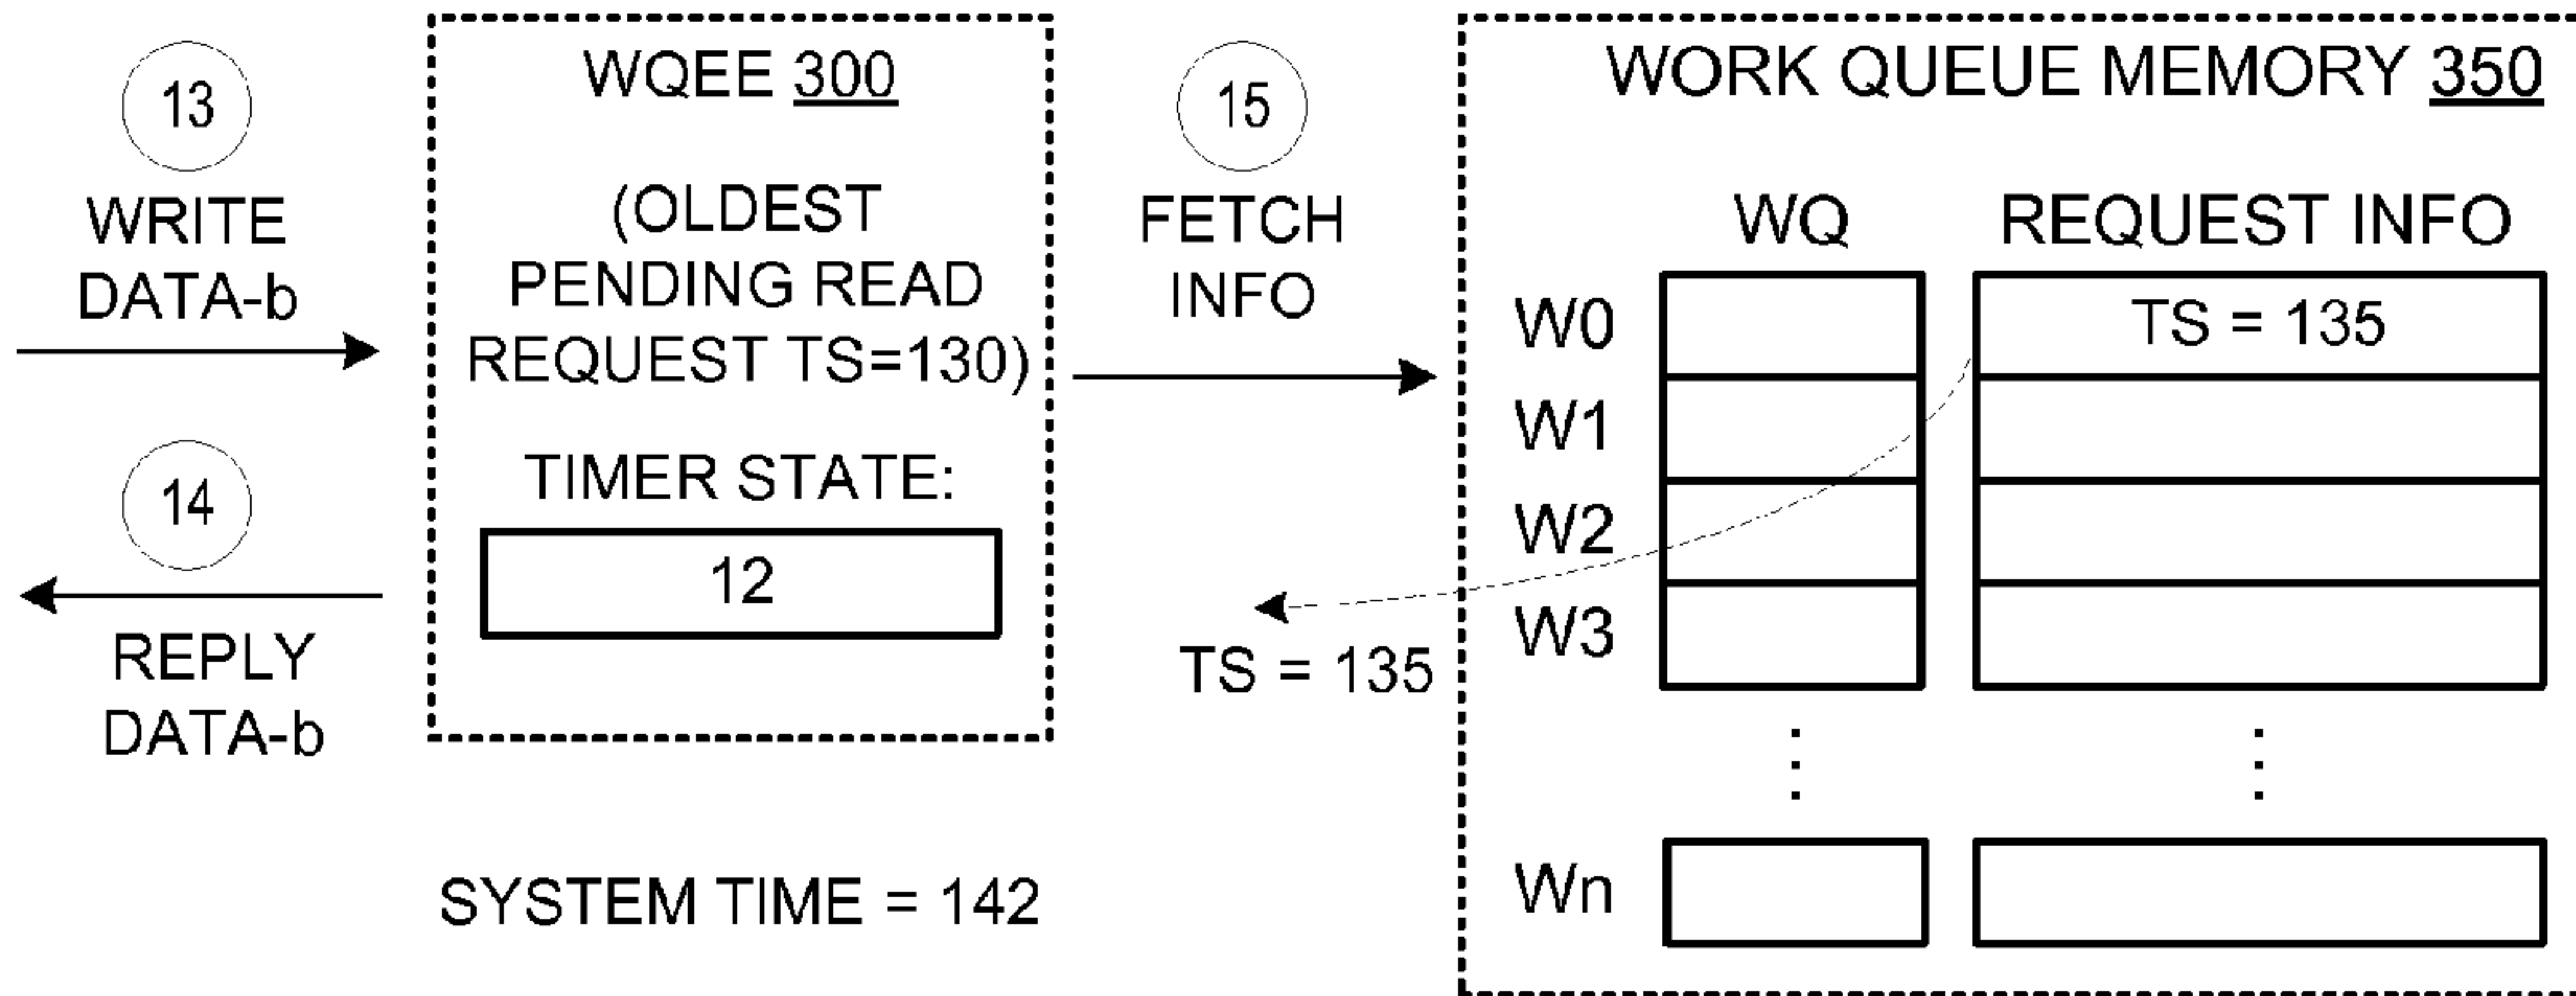 13
WRITE
DATA-b
14
REPLY
DATA-b
WQEE 300
(OLDEST
PENDING READ
REQUEST TS=130)
TIMER STATE:
12
SYSTEM TIME = 142
15
FETCH
INFO
TS = 135
WORK QUEUE MEMORY 350
WQ REQUEST INFO
W0 TS = 135
W1
W2
W3
Wn